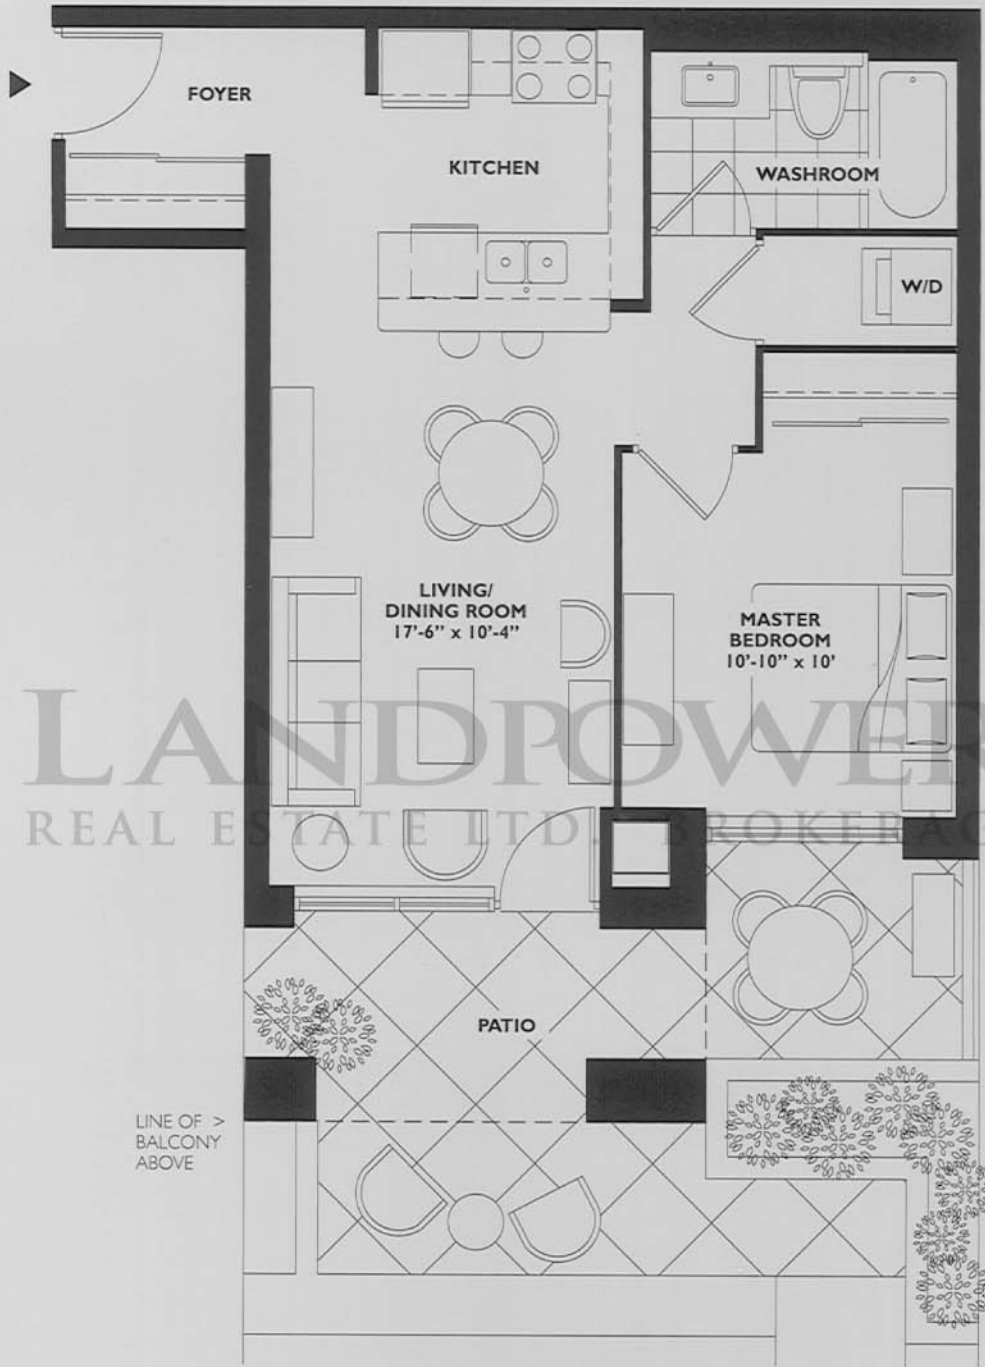 FOYER
KITCHEN
WASHROOM
W/D
LIVING/
DINING ROOM
17'-6" x 10'-4"
MASTER
BEDROOM
10'-10" x 10'
LANDPOWER
REAL ESTATE LTD.
PATIO
LINE OF >
BALCONY
ABOVE